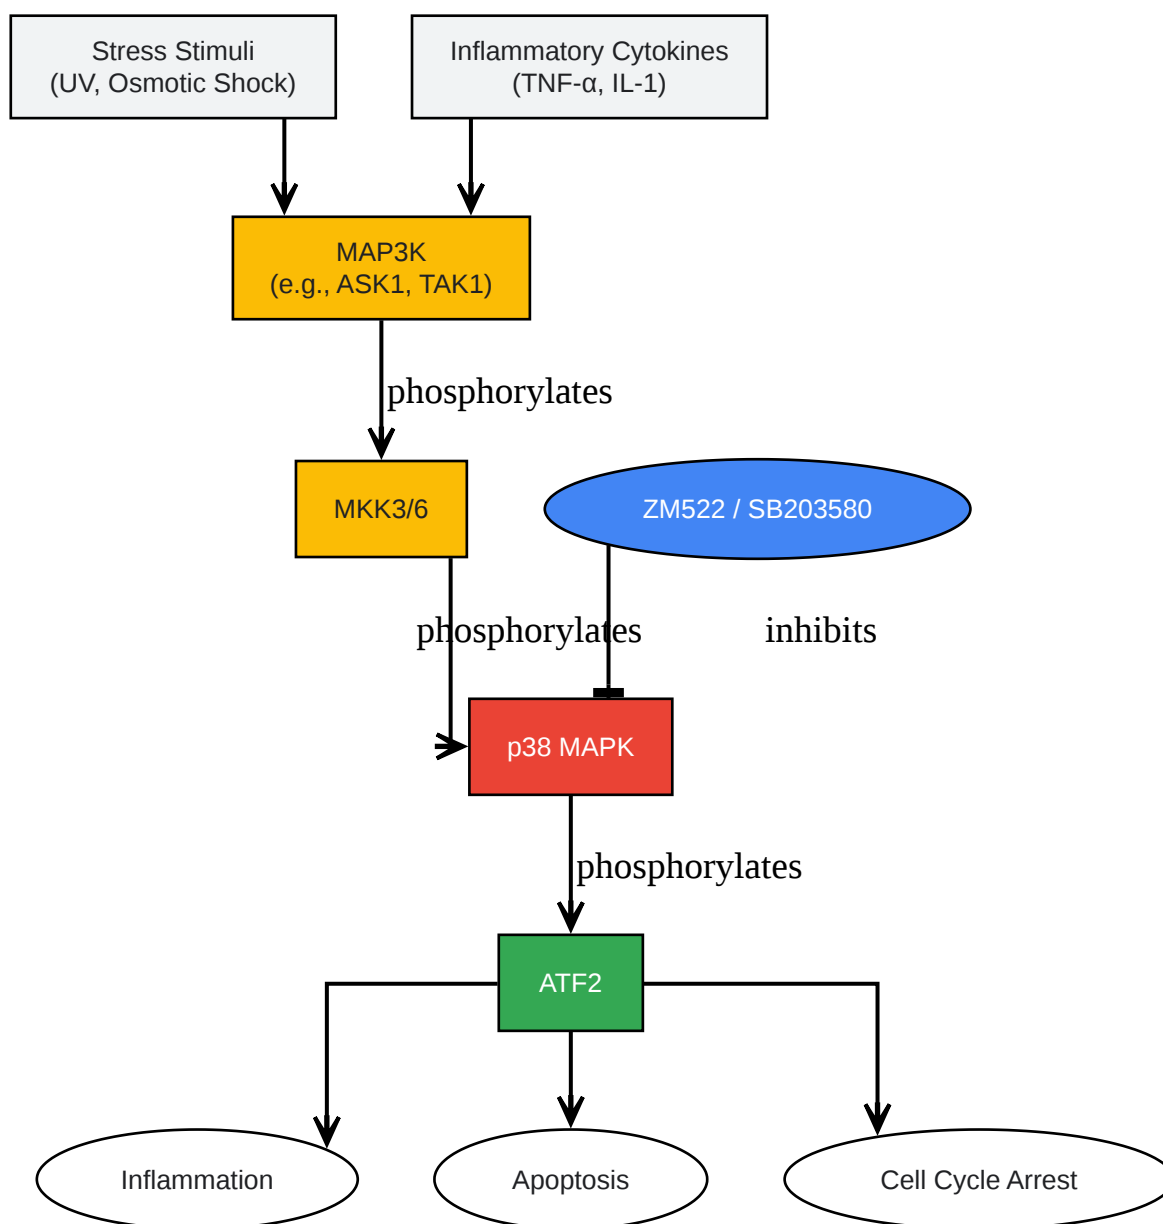 Stress Stimuli
(UV, Osmotic Shock)
Inflammatory Cytokines
(TNF-α, IL-1)
MAP3K
(e.g., ASK1, TAK1)
phosphorylates
MKK3/6
ZM522 / SB203580
phosphorylates
inhibits
p38 MAPK
phosphorylates
ATF2
Inflammation
Apoptosis
Cell Cycle Arrest